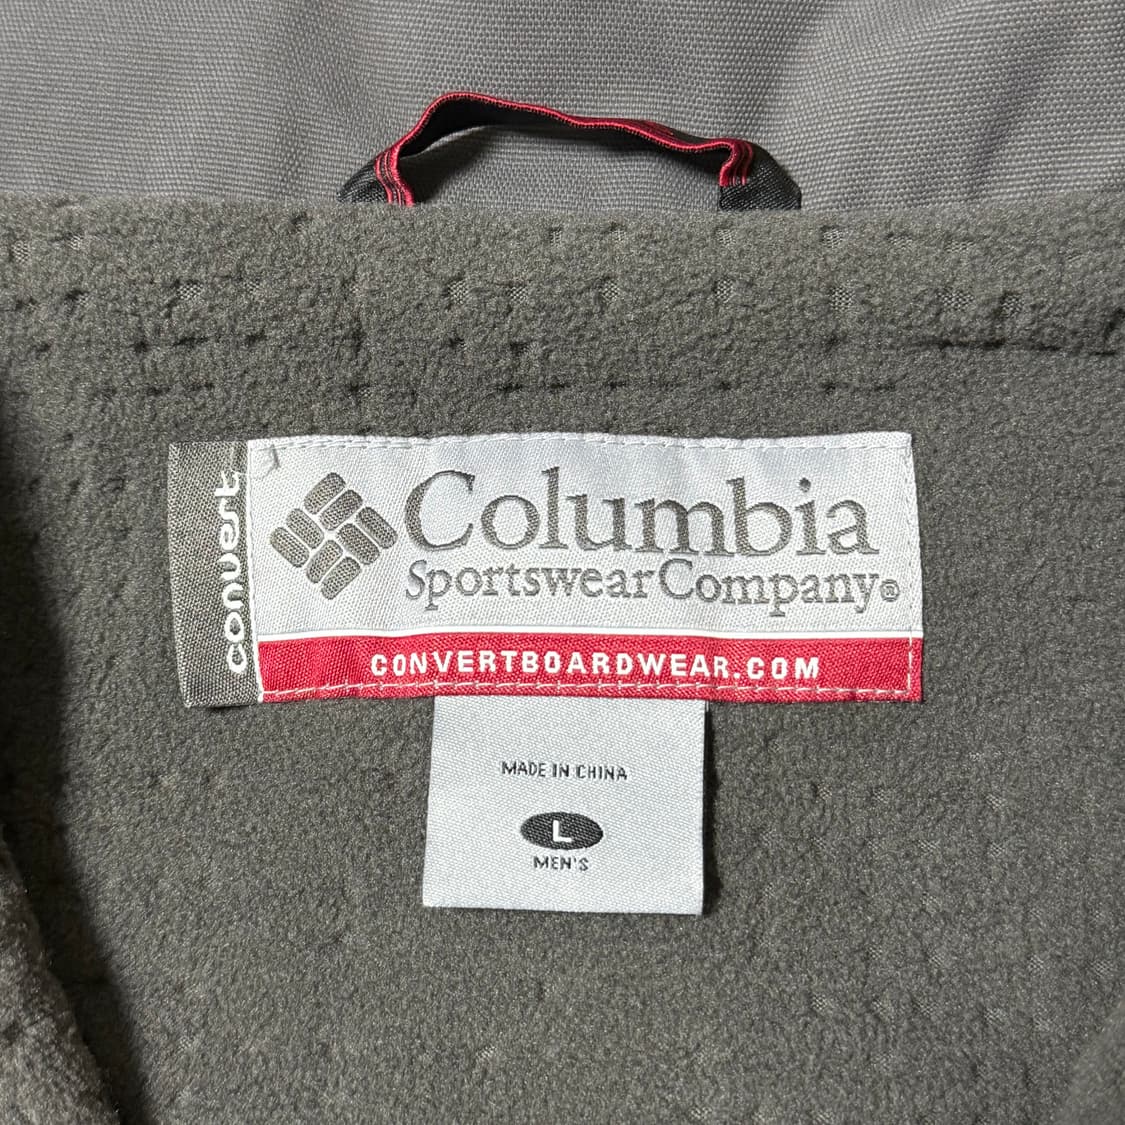 convert
Columbia
Sportswear Company®
CONVERTBOARDWEAR.COM
MADE IN CHINA
L
MEN'S